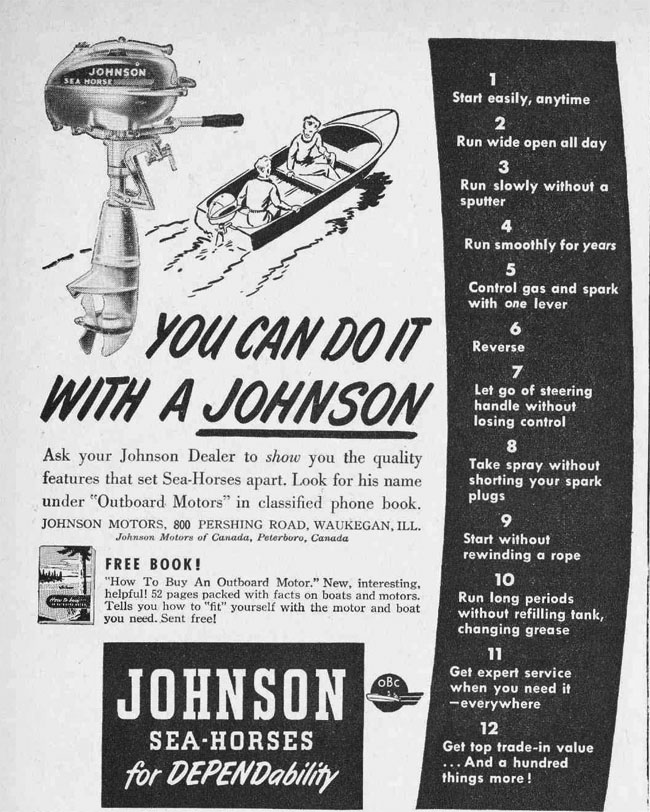 JOHNSON
SEA HORSE
YOU CAN DO IT
WITH A JOHNSON
Ask your Johnson Dealer to show you the quality
features that set Sea-Horses apart. Look for his name
under "Outboard Motors" in classified phone book.
JOHNSON MOTORS, 800 PERSHING ROAD, WAUKEGAN, ILL.
Johnson Motors of Canada, Peterboro, Canada
FREE BOOK!
"How To Buy An Outboard Motor." New, interesting,
helpful! 52 pages packed with facts on boats and motors.
Tells you how to "fit" yourself with the motor and boat
you need. Sent free!
How to buy
JOHNSON
SEA-HORSES
for DEPENDability
OBC
1
Start easily, anytime
2
Run wide open all day
3
Run slowly without a
sputter
4
Run smoothly for years
5
Control gas and spark
with one lever
6
Reverse
7
Let go of steering
handle without
losing control
8
Take spray without
shorting your spark
plugs
9
Start without
rewinding a rope
10
Run long periods
without refilling tank,
changing grease
11
Get expert service
when you need it
—everywhere
12
Get top trade-in value
... And a hundred
things more!